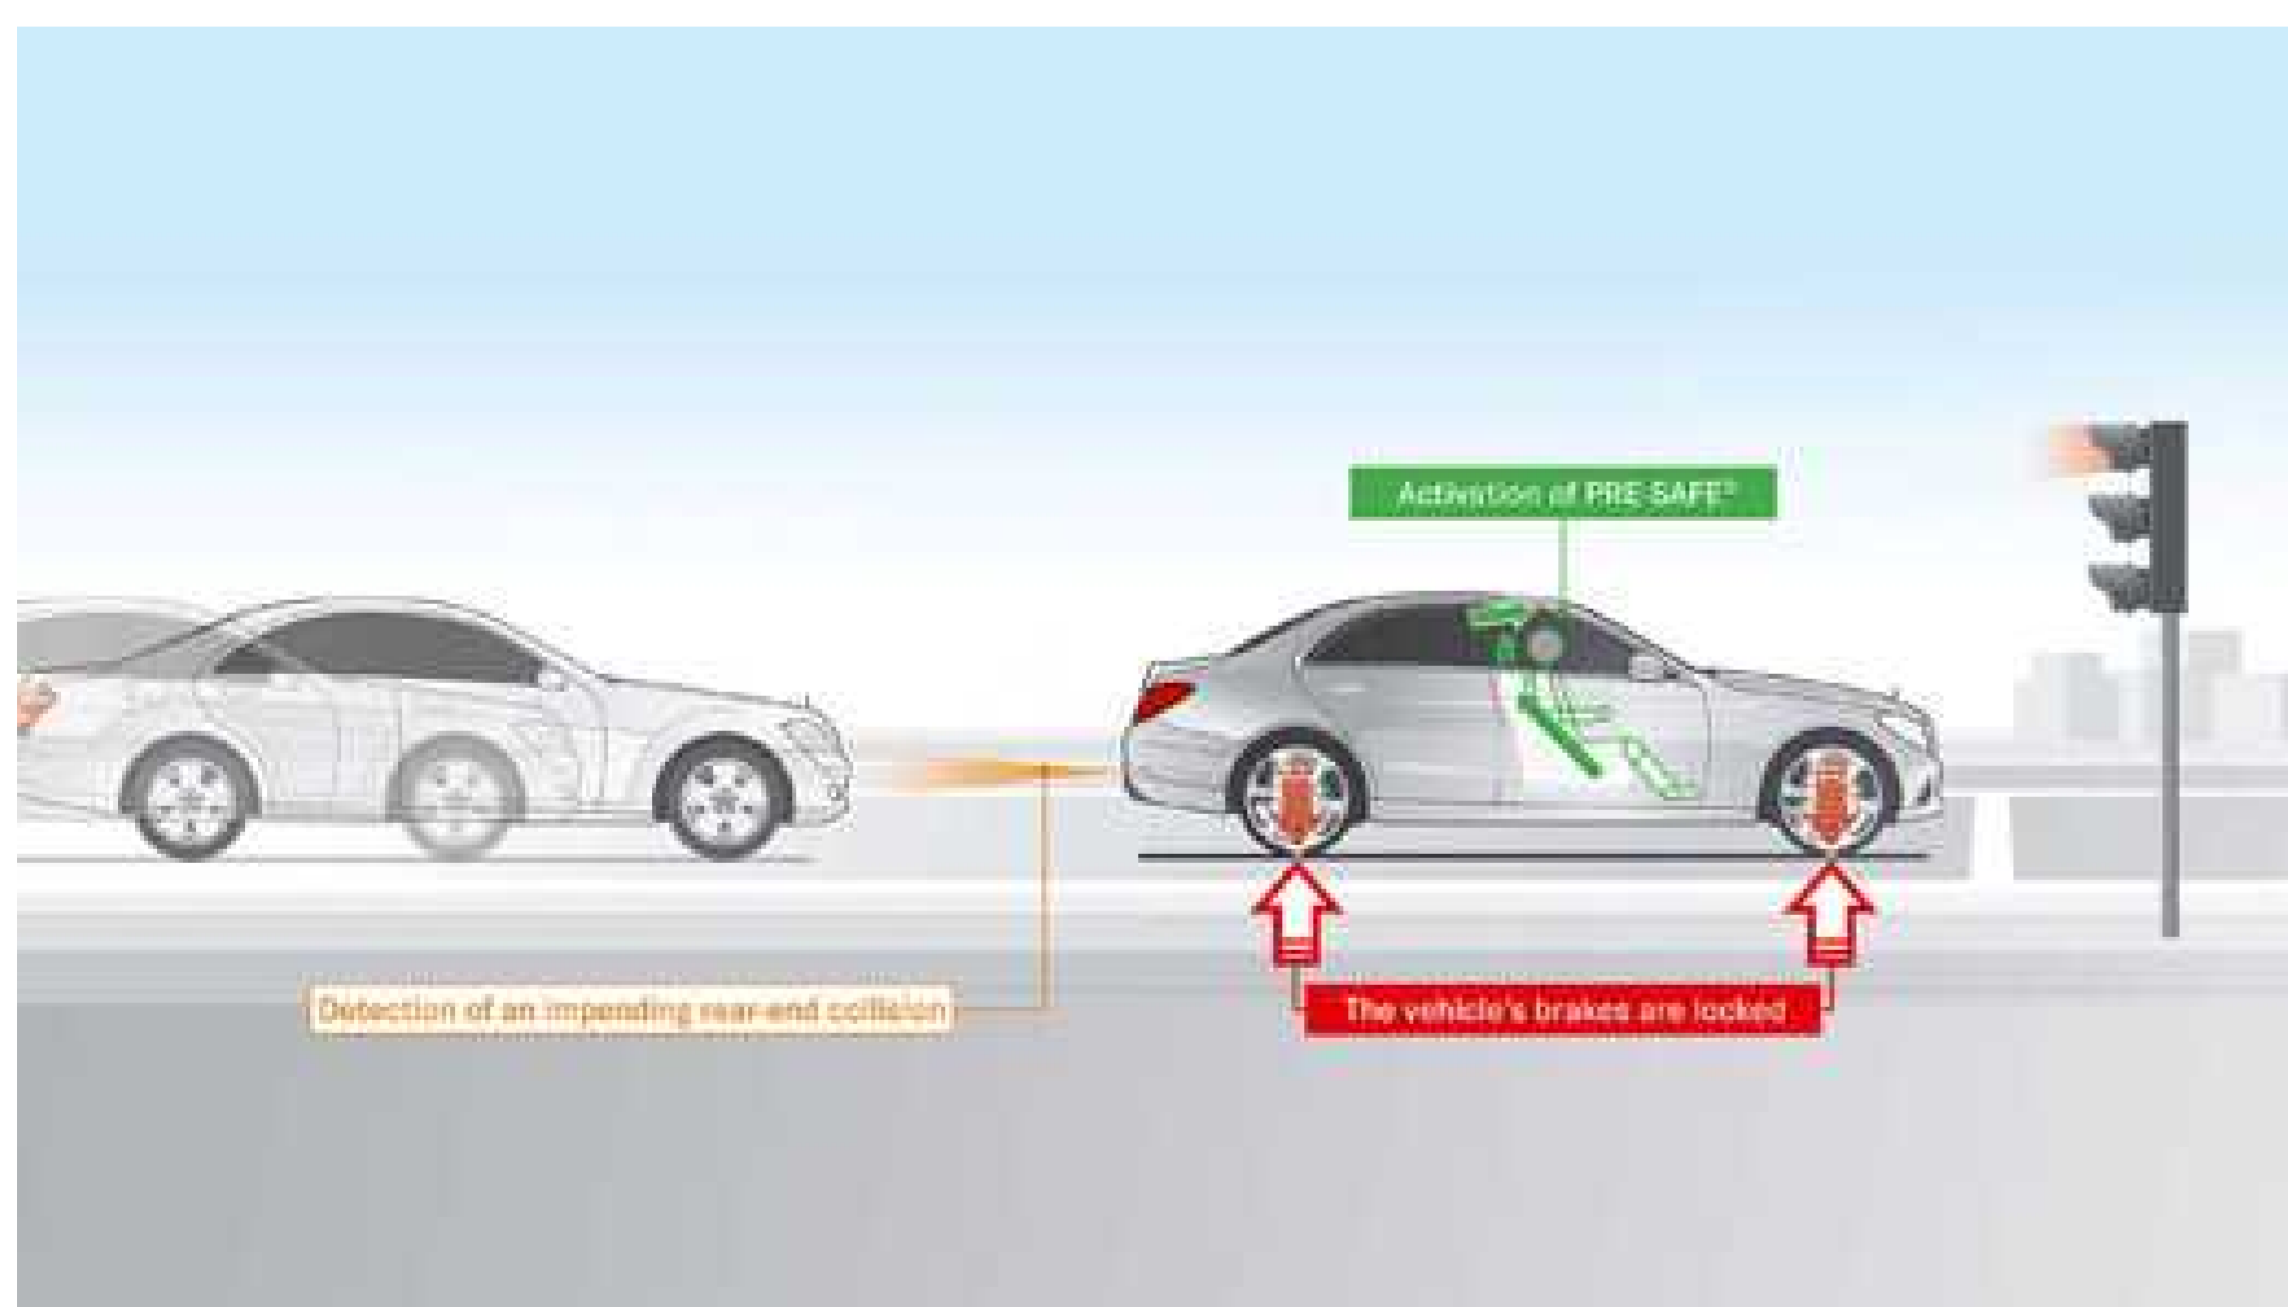 Activation of PRE-SAFE®
Detection of an impending rear-end collision
The vehicle's brakes are locked